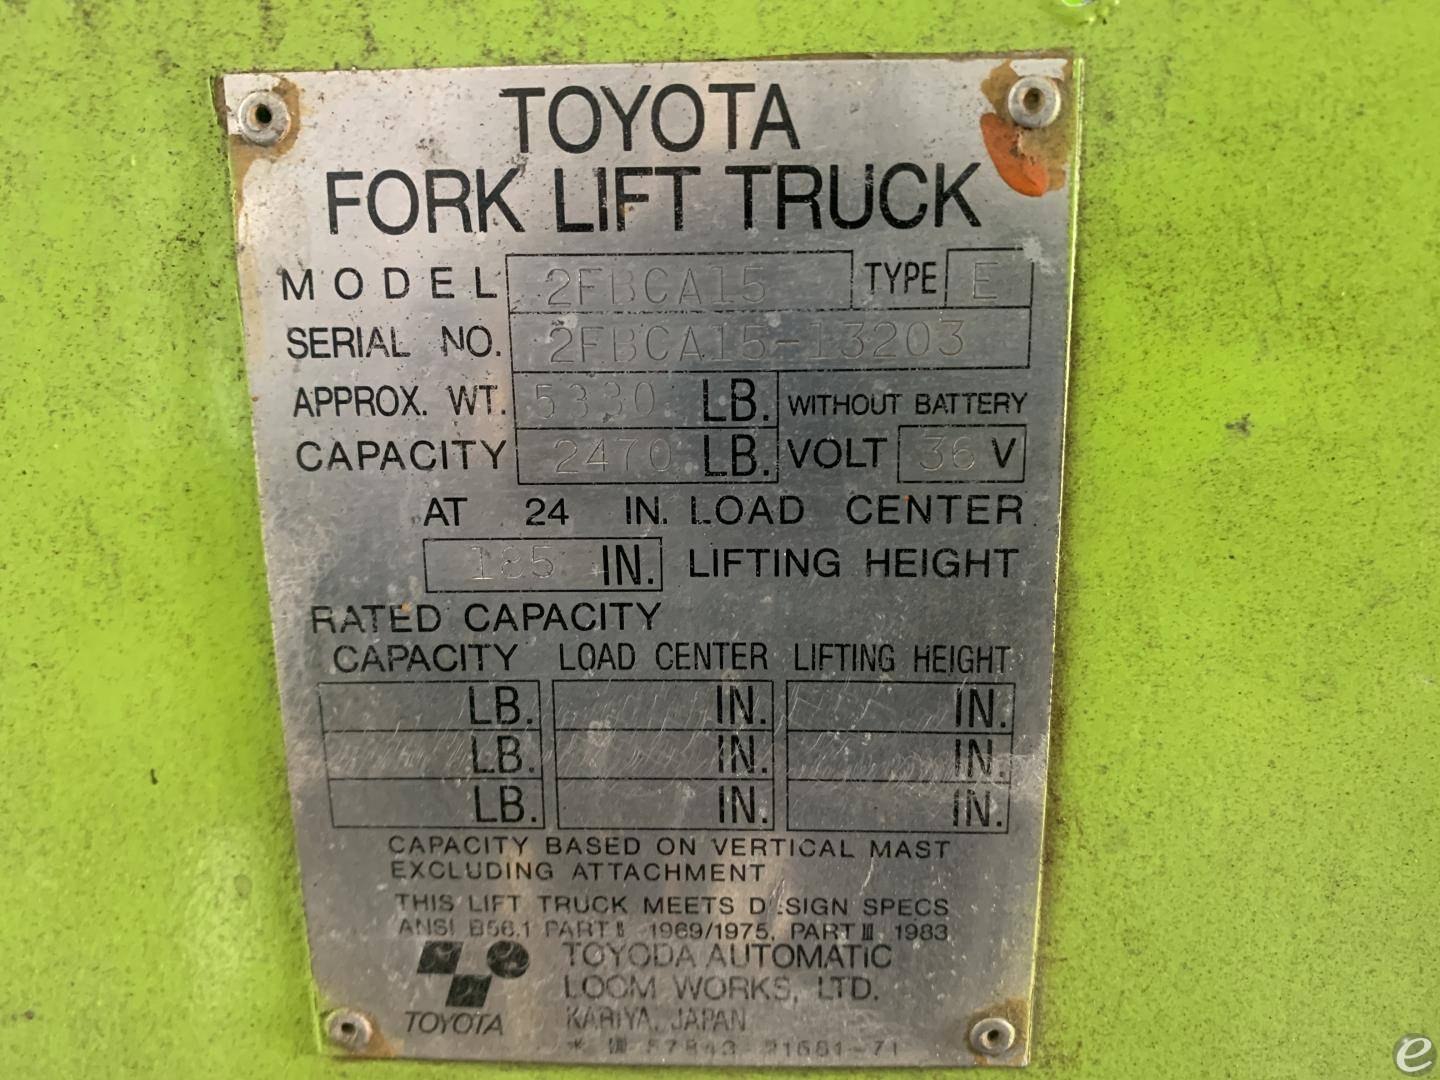 TOYOTA
FORK LIFT TRUCK
MODEL 2FBCA15 TYPE E
SERIAL NO. 2FBCA15-13203
APPROX. WT. 5330 LB. WITHOUT BATTERY
CAPACITY 2470 LB. VOLT 36 V
AT 24 IN. LOAD CENTER
185 IN. LIFTING HEIGHT
RATED CAPACITY
CAPACITY LOAD CENTER LIFTING HEIGHT
LB. IN. IN.
LB. IN. IN.
LB. IN. IN.
CAPACITY BASED ON VERTICAL MAST
EXCLUDING ATTACHMENT
THIS LIFT TRUCK MEETS DESIGN SPECS
ANSI B56.1 PART II 1969/1975, PART III 1983
TOYODA AUTOMATIC
LOOM WORKS, LTD.
KARIYA, JAPAN
TOYOTA
57843 21661-71
e